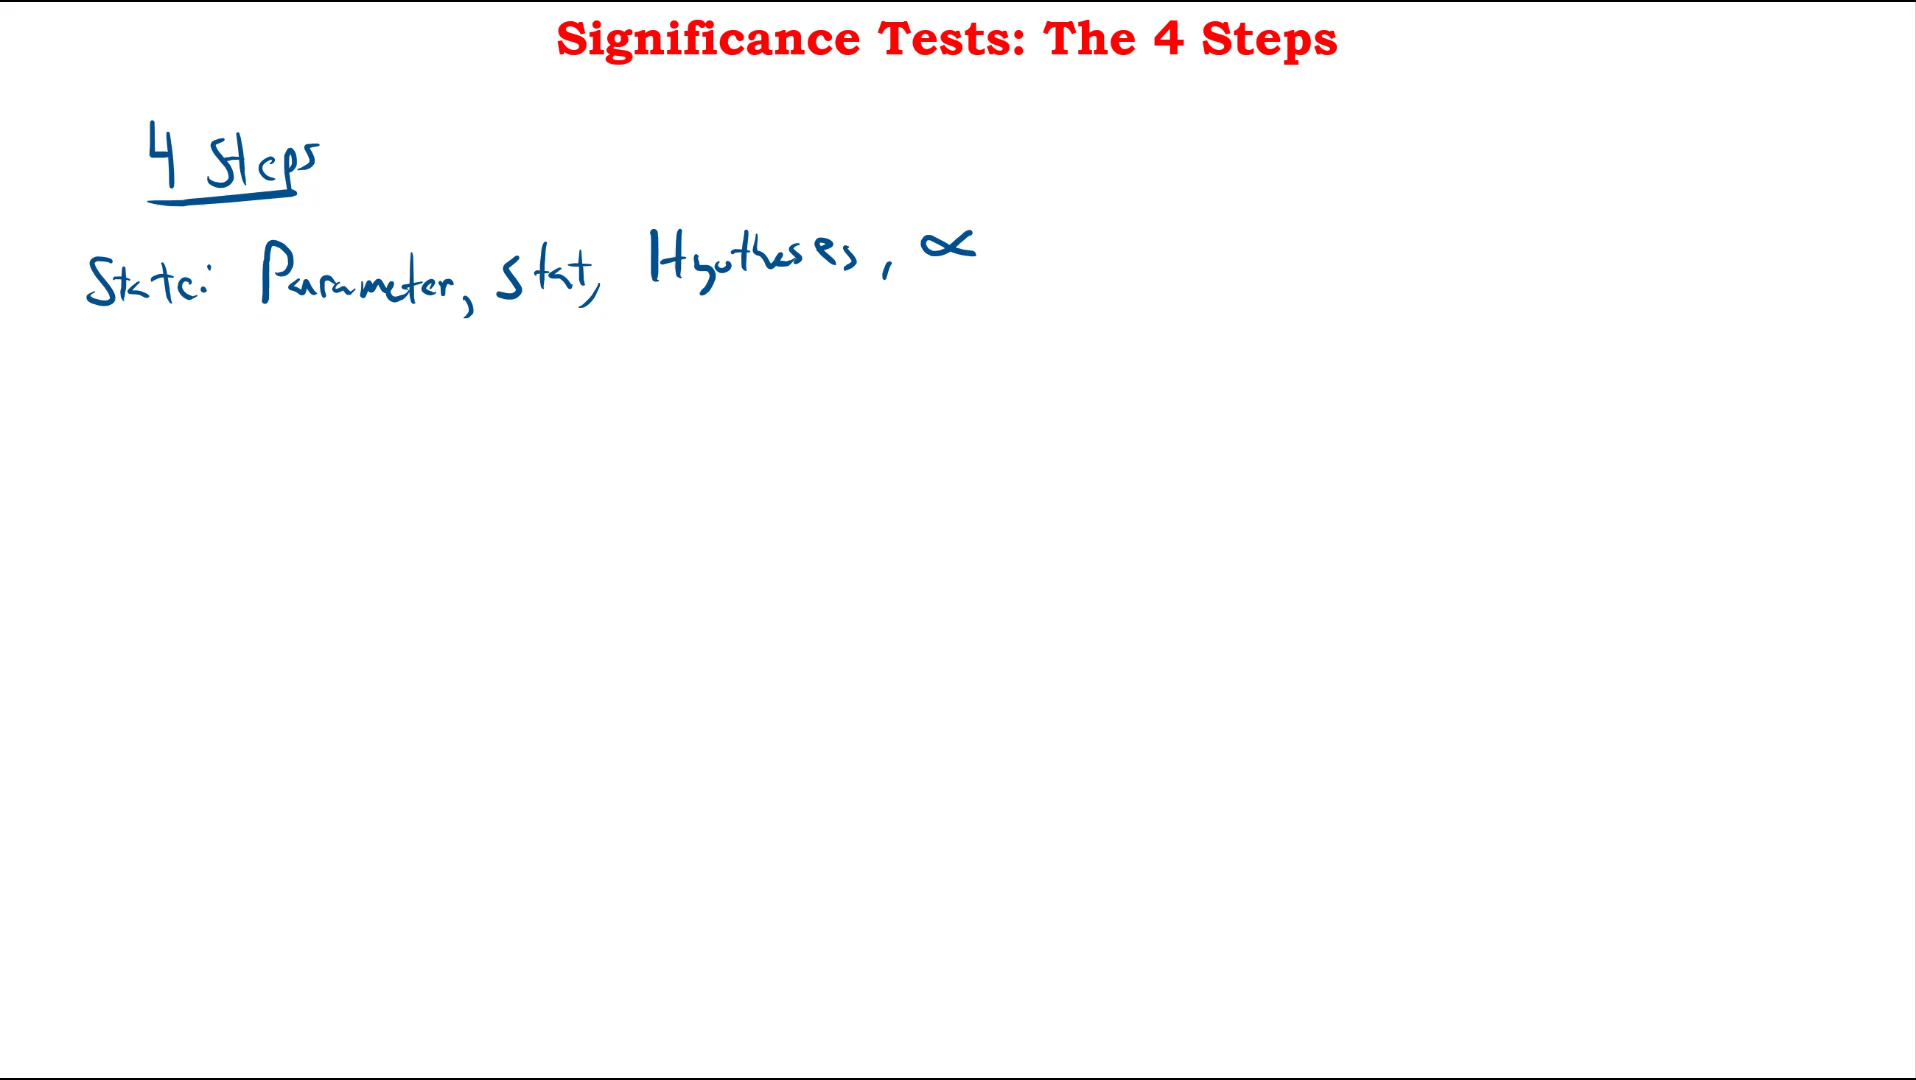 Significance Tests: The 4 Steps
4 Steps
State: Parameter, stat, Hypotheses, α